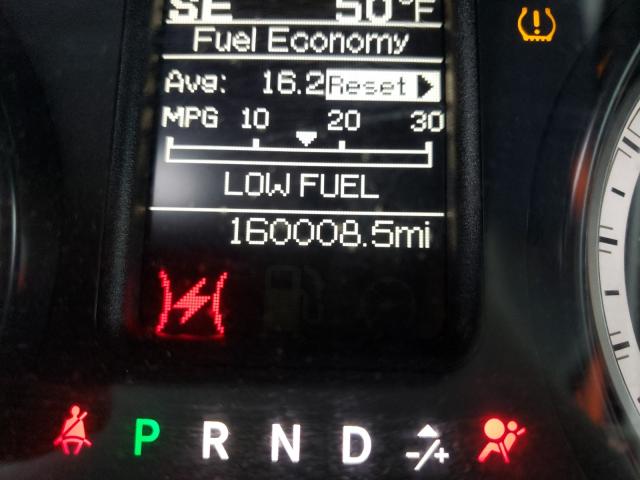 SE 50°F
Fuel Economy
Avg: 16.2 Reset
MPG 10 20 30
LOW FUEL
160008.5mi
P R N D -/+